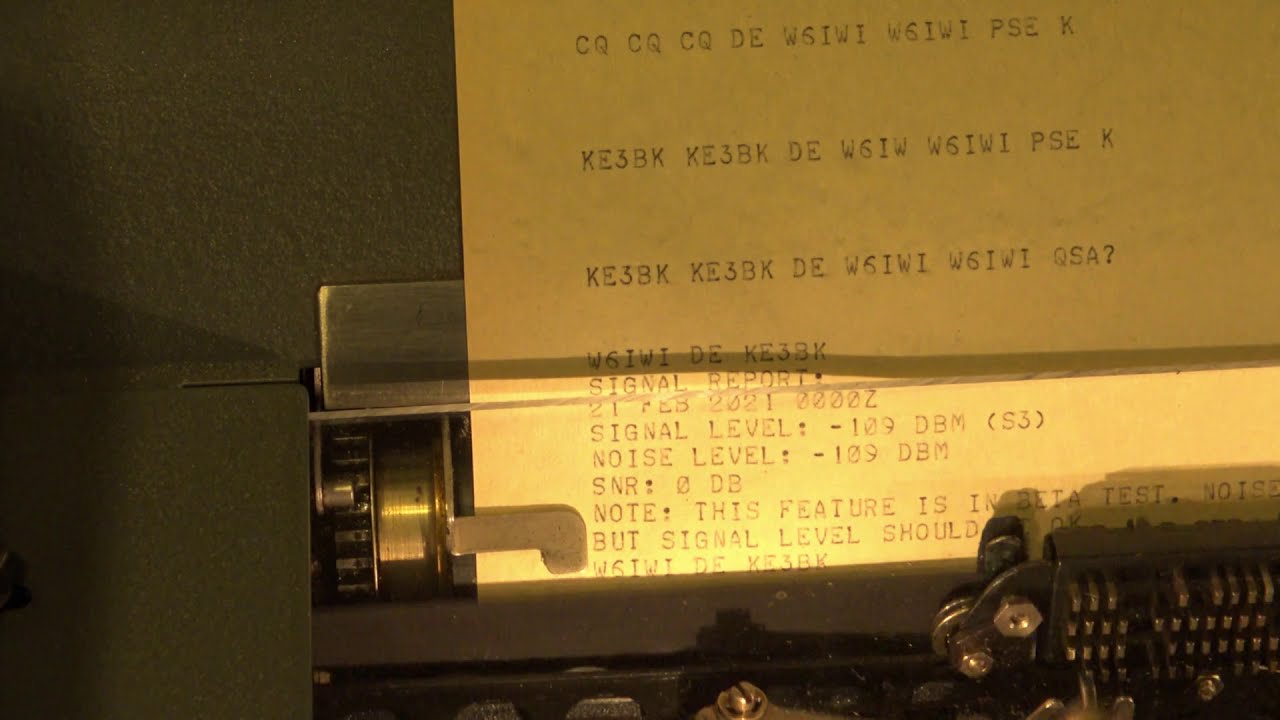 CQ CQ CQ DE W6IWI W6IWI PSE K
KE3BK KE3BK DE W6IW W6IWI PSE K
KE3BK KE3BK DE W6IWI W6IWI QSA?
W6IWI DE KE3BK
SIGNAL REPORT:
21 FEB 2021 0000Z
SIGNAL LEVEL: -109 DBM (S3)
NOISE LEVEL: -109 DBM
SNR: 0 DB
NOTE: THIS FEATURE IS IN BETA TEST. NOISE
BUT SIGNAL LEVEL SHOULD OK
W6IWI DE KE3BK